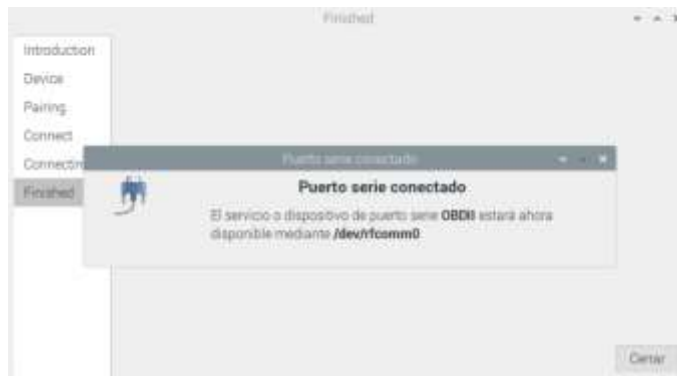 Finished
Introduction
Device
Pairing
Connect
Puerto serie conectado
Finished
Puerto serie conectado
El servicio o dispositivo de puerto serie OBDII estará ahora
disponible mediante /dev/rfcomm0
Cerrar